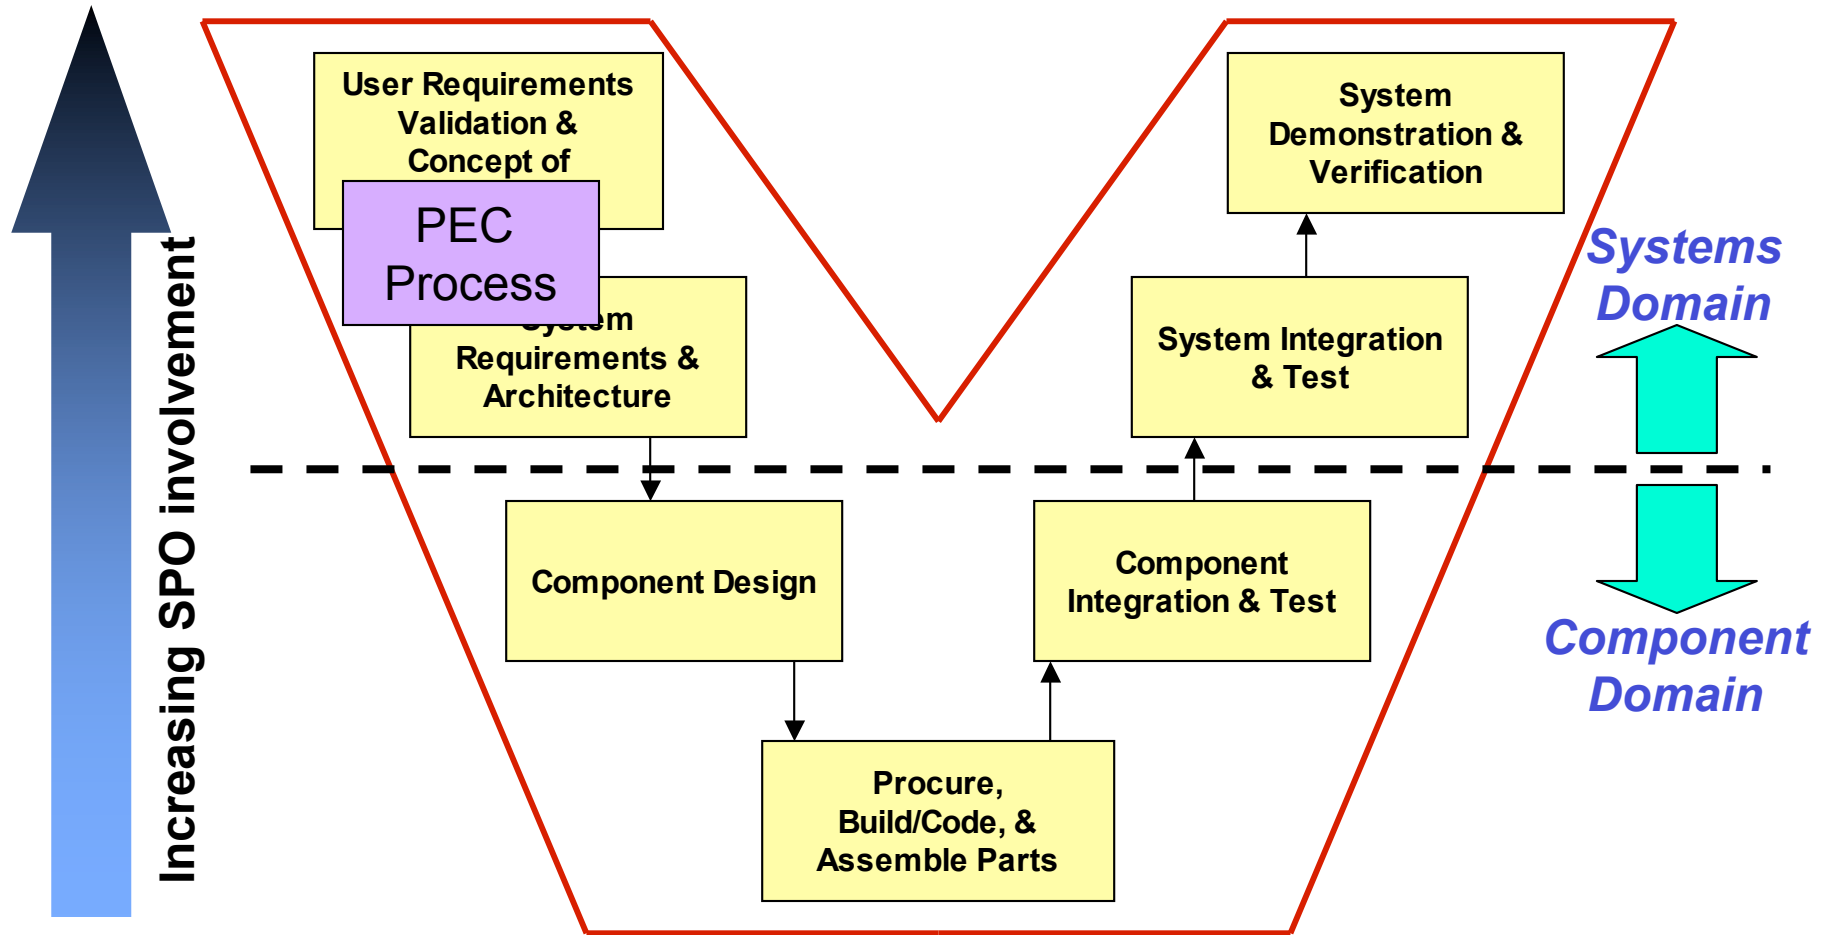 User Requirements
Validation &
Concept of
PEC
Process
System
Requirements &
Architecture
Component Design
Procure,
Build/Code, &
Assemble Parts
Component
Integration & Test
System Integration
& Test
System
Demonstration &
Verification
Systems
Domain
Component
Domain
Increasing SPO involvement